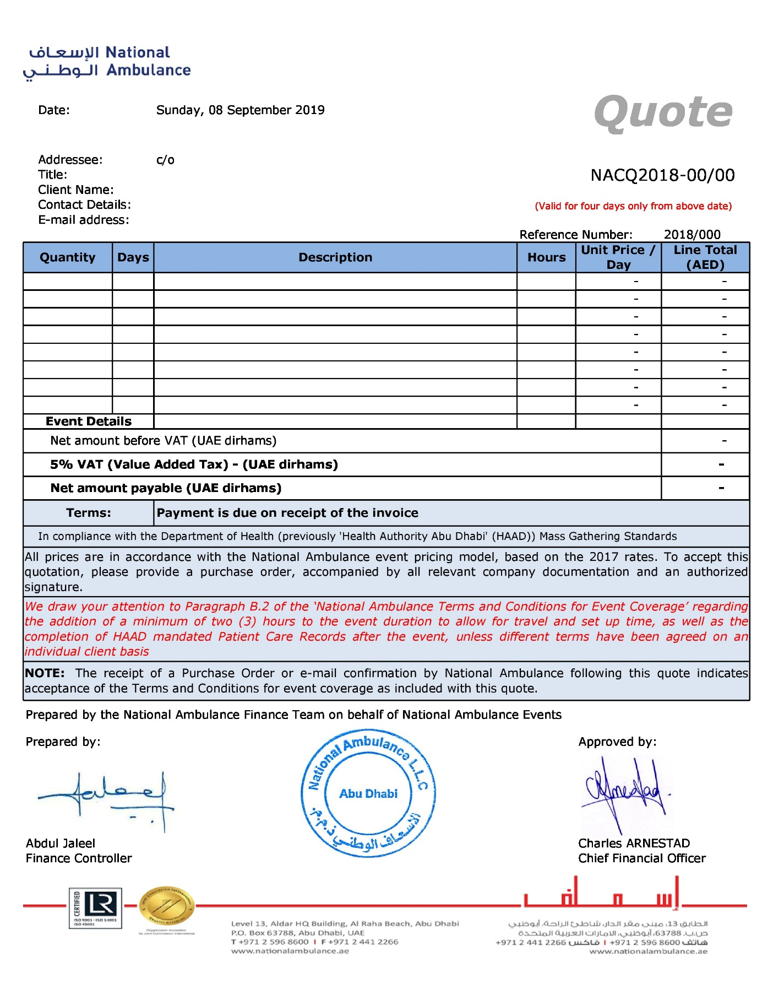 الإسعاف National
الوطني Ambulance
Date: Sunday, 08 September 2019
Quote
Addressee: c/o
Title:
NACQ2018-00/00
Client Name:
Contact Details:
(Valid for four days only from above date)
E-mail address:
Reference Number: 2018/000
Quantity Days Description Hours Unit Price / Day Line Total (AED)
- -
- -
- -
- -
- -
- -
- -
- -
Event Details
Net amount before VAT (UAE dirhams) -
5% VAT (Value Added Tax) - (UAE dirhams) -
Net amount payable (UAE dirhams) -
Terms: Payment is due on receipt of the invoice
In compliance with the Department of Health (previously 'Health Authority Abu Dhabi' (HAAD)) Mass Gathering Standards
All prices are in accordance with the National Ambulance event pricing model, based on the 2017 rates. To accept this
quotation, please provide a purchase order, accompanied by all relevant company documentation and an authorized
signature.
We draw your attention to Paragraph B.2 of the ‘National Ambulance Terms and Conditions for Event Coverage’ regarding
the addition of a minimum of two (3) hours to the event duration to allow for travel and set up time, as well as the
completion of HAAD mandated Patient Care Records after the event, unless different terms have been agreed on an
individual client basis
NOTE: The receipt of a Purchase Order or e-mail confirmation by National Ambulance following this quote indicates
acceptance of the Terms and Conditions for event coverage as included with this quote.
Prepared by the National Ambulance Finance Team on behalf of National Ambulance Events
Prepared by:
Approved by:
National Ambulance L.L.C
Abu Dhabi
الاسعاف الوطني ذ.م.م.
Jaleel
Arnestad
Abdul Jaleel
Finance Controller
Charles ARNESTAD
Chief Financial Officer
إسعاف
CERTIFIED
LR
ISO 9001 - ISO 14001
ISO 45001
Joint Commission International
Quality Approval
Organization Accredited
by Joint Commission International
Level 13, Aldar HQ Building, Al Raha Beach, Abu Dhabi
P.O. Box 63788, Abu Dhabi, UAE
T +971 2 596 8600 I F +971 2 441 2266
www.nationalambulance.ae
الطابق 13، مبنى مقر الدار، شاطئ الراحة، أبوظبي
ص.ب. 63788، أبوظبي، الامارات العربية المتحدة
هاتف 8600 596 2 971+ I فاكس 2266 441 2 971+
www.nationalambulance.ae